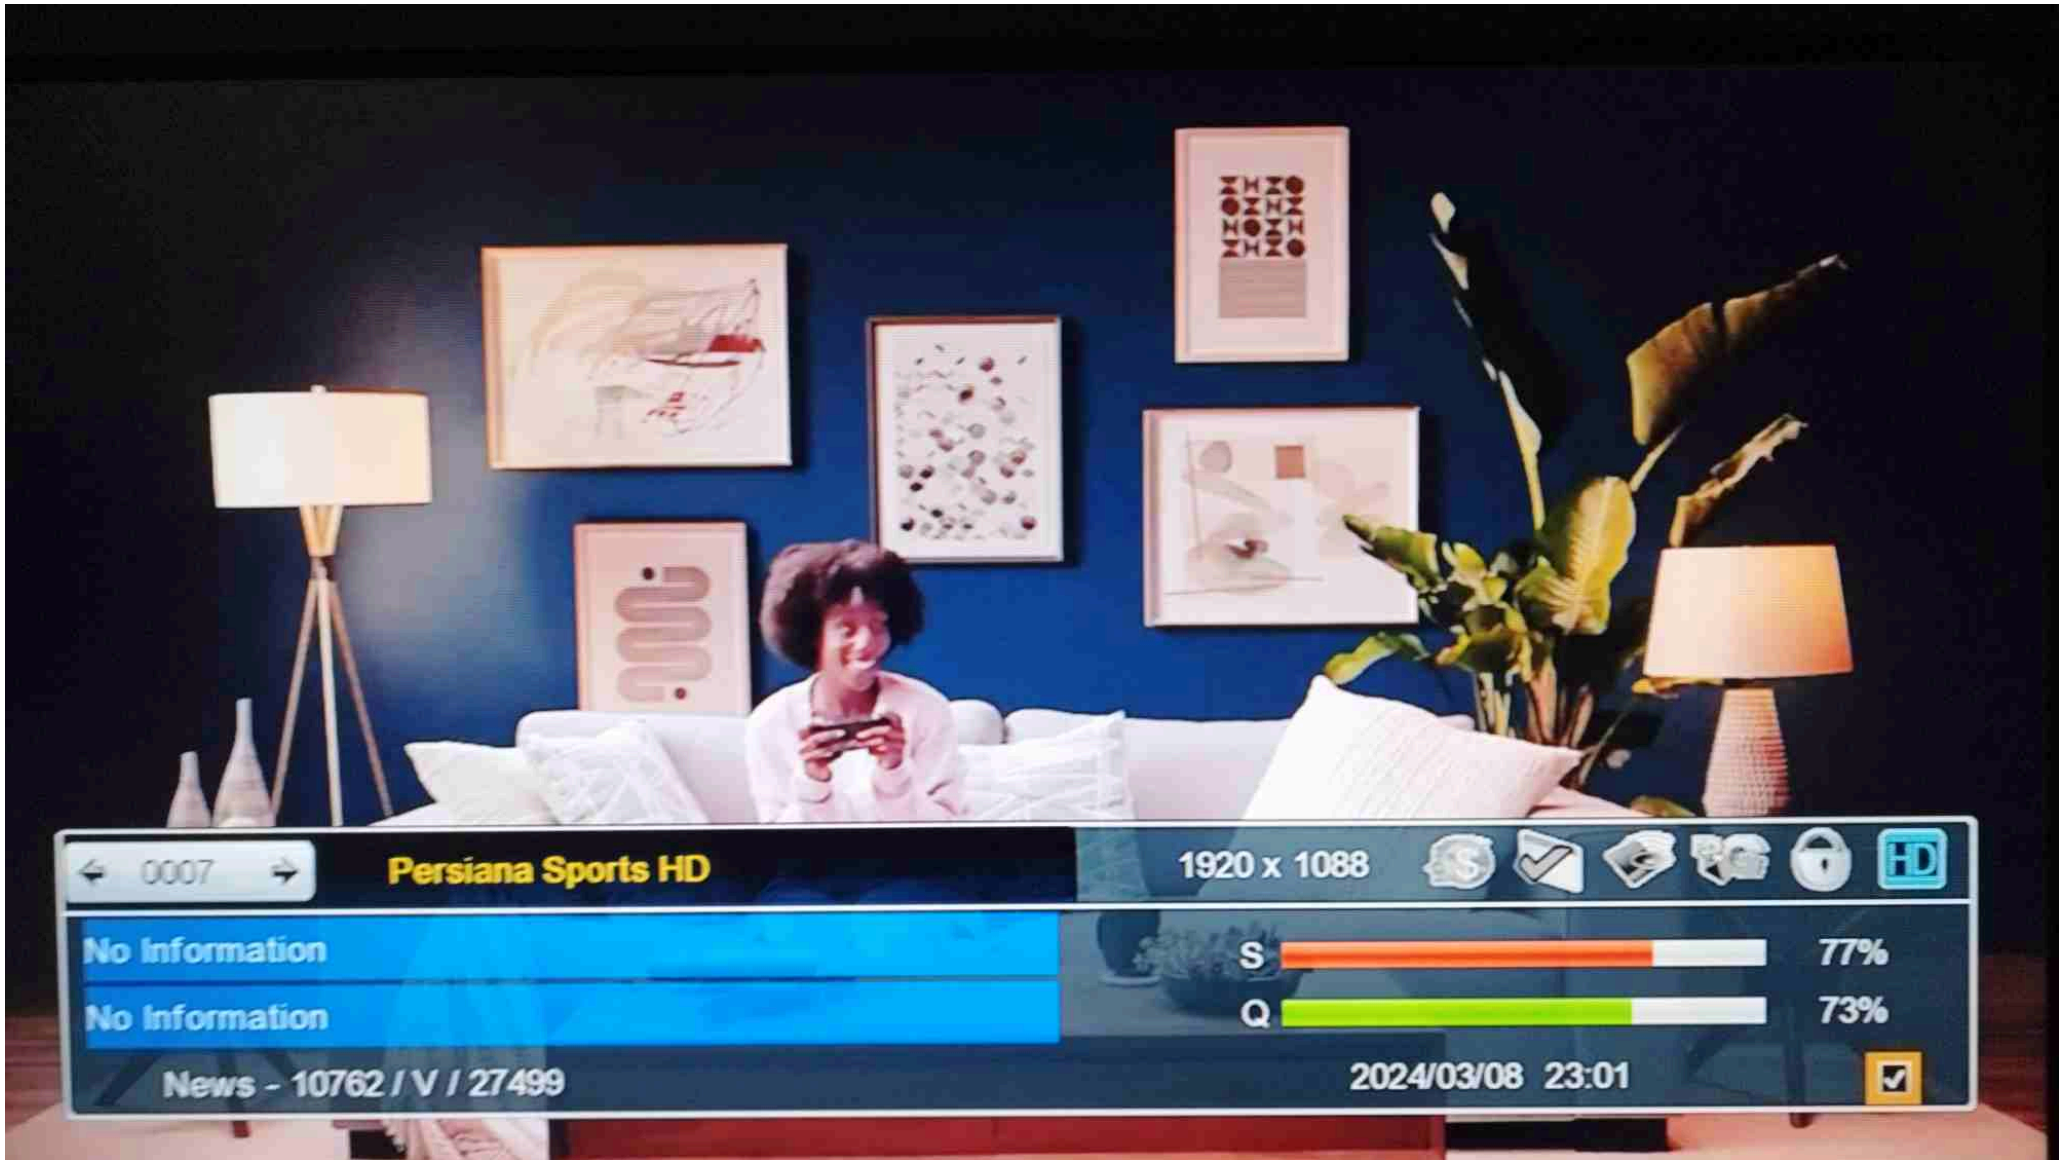 0007
Persiana Sports HD
1920 x 1088
HD
No Information
S
77%
No Information
Q
73%
News - 10762 / V / 27499
2024/03/08 23:01